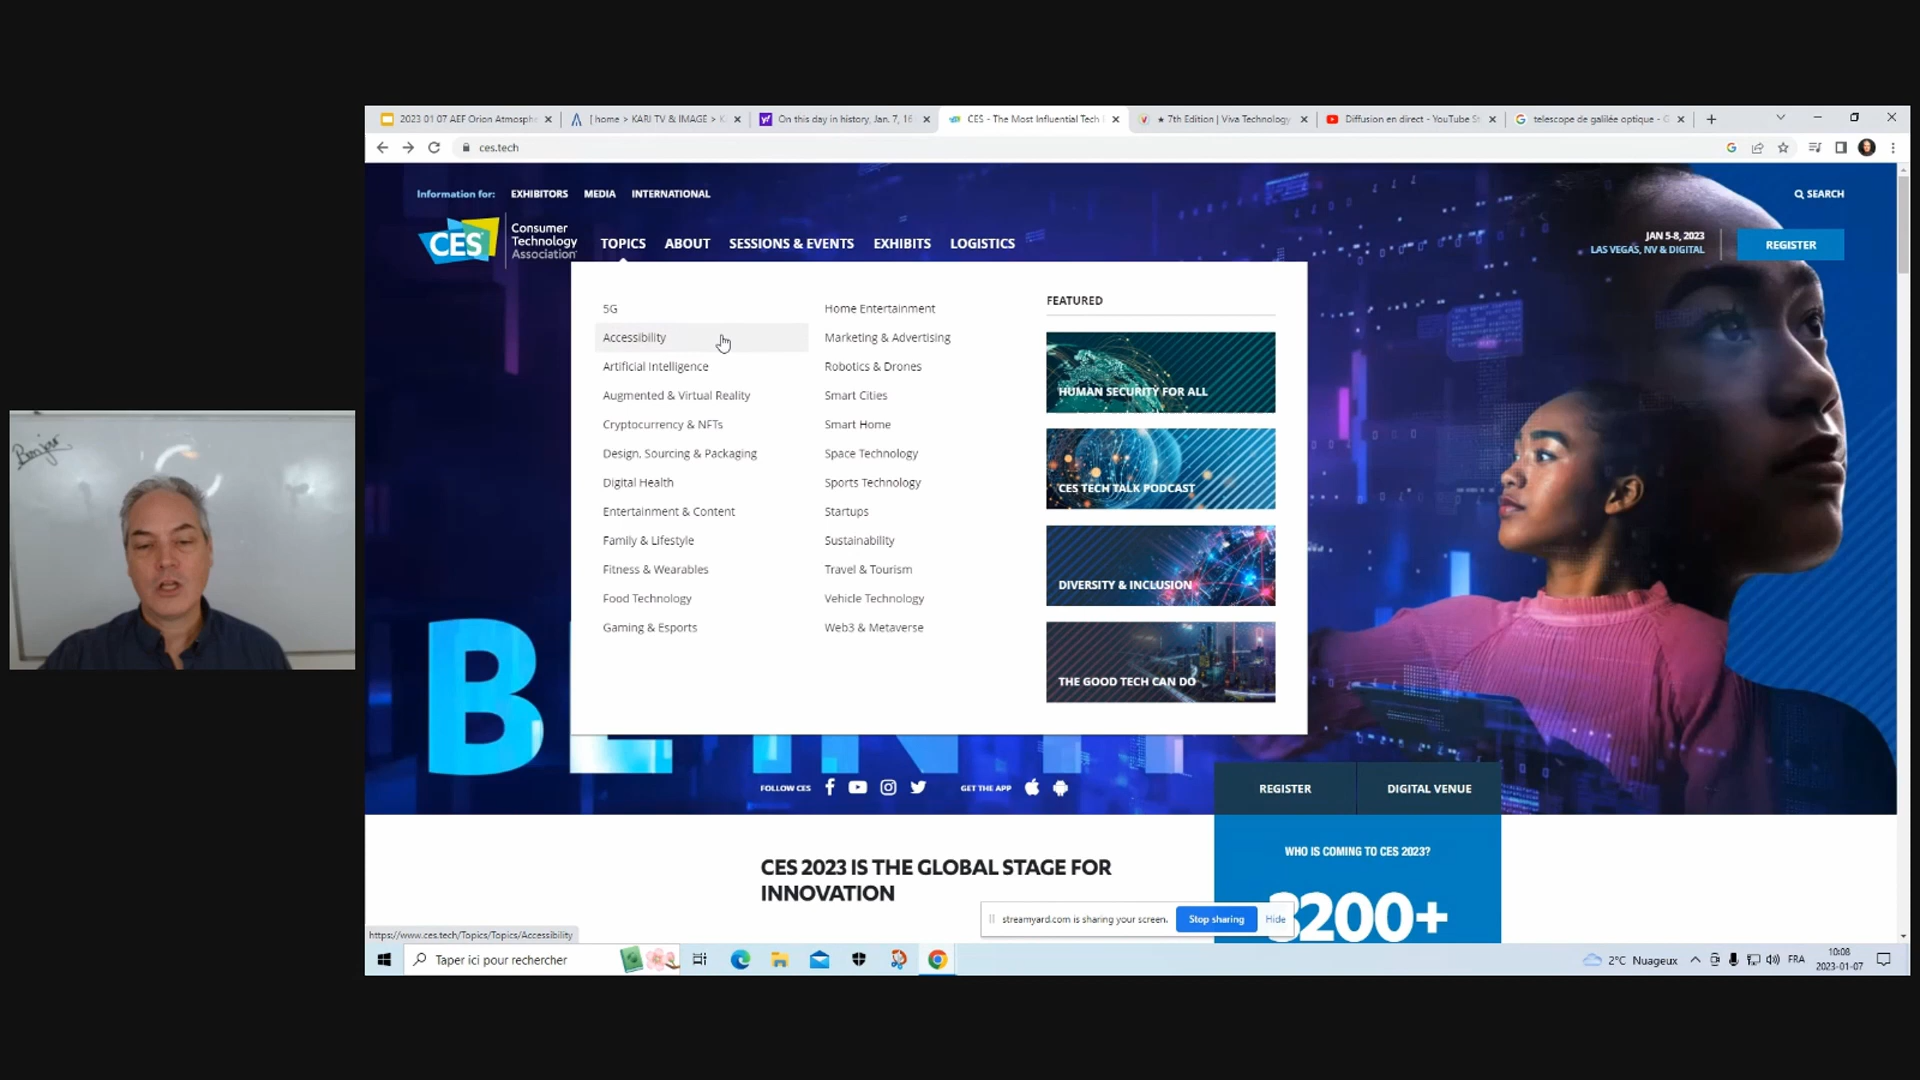 Bonjour
2023 01 07 AEF Orion Atmosphe
[ home > KARI TV & IMAGE > K
On this day in history, Jan. 7, 16
CES - The Most Influential Tech
★ 7th Edition | Viva Technology
Diffusion en direct - YouTube St
telescope de galilée optique - G
ces.tech
Information for: EXHIBITORS MEDIA INTERNATIONAL
SEARCH
CES
Consumer
Technology
Association
TOPICS ABOUT SESSIONS & EVENTS EXHIBITS LOGISTICS
JAN 5-8, 2023
LAS VEGAS, NV & DIGITAL
REGISTER
5G
Accessibility
Artificial Intelligence
Augmented & Virtual Reality
Cryptocurrency & NFTs
Design, Sourcing & Packaging
Digital Health
Entertainment & Content
Family & Lifestyle
Fitness & Wearables
Food Technology
Gaming & Esports
Home Entertainment
Marketing & Advertising
Robotics & Drones
Smart Cities
Smart Home
Space Technology
Sports Technology
Startups
Sustainability
Travel & Tourism
Vehicle Technology
Web3 & Metaverse
FEATURED
HUMAN SECURITY FOR ALL
CES TECH TALK PODCAST
DIVERSITY & INCLUSION
THE GOOD TECH CAN DO
FOLLOW CES
GET THE APP
REGISTER
DIGITAL VENUE
CES 2023 IS THE GLOBAL STAGE FOR
INNOVATION
WHO IS COMING TO CES 2023?
3200+
streamyard.com is sharing your screen. Stop sharing Hide
https://www.ces.tech/Topics/Topics/Accessibility
Taper ici pour rechercher
2°C Nuageux
FRA
10:08
2023-01-07